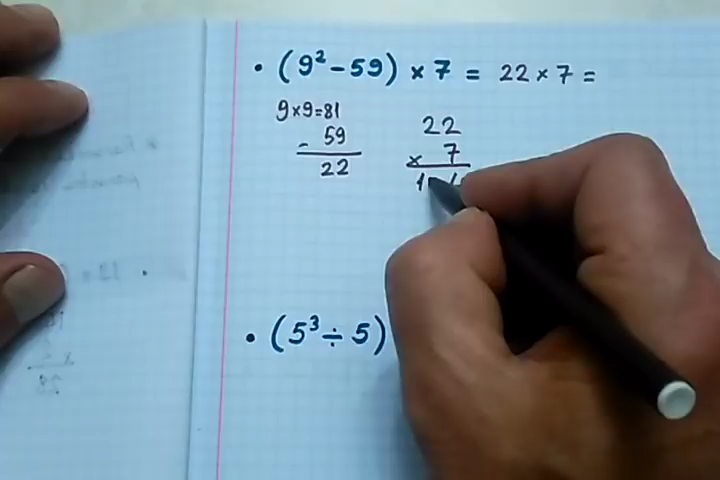 • (9² - 59) × 7 = 22 × 7 =
9×9=81
- 59
22
22
× 7
• (5³ ÷ 5)